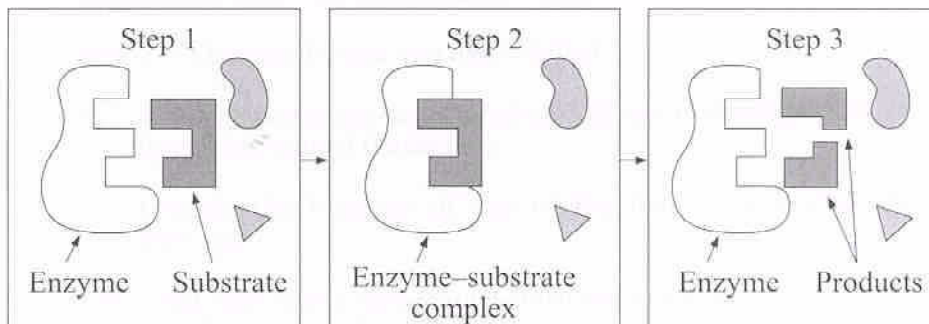 Step 1
Step 2
Step 3
Enzyme
Substrate
Enzyme–substrate
complex
Enzyme
Products